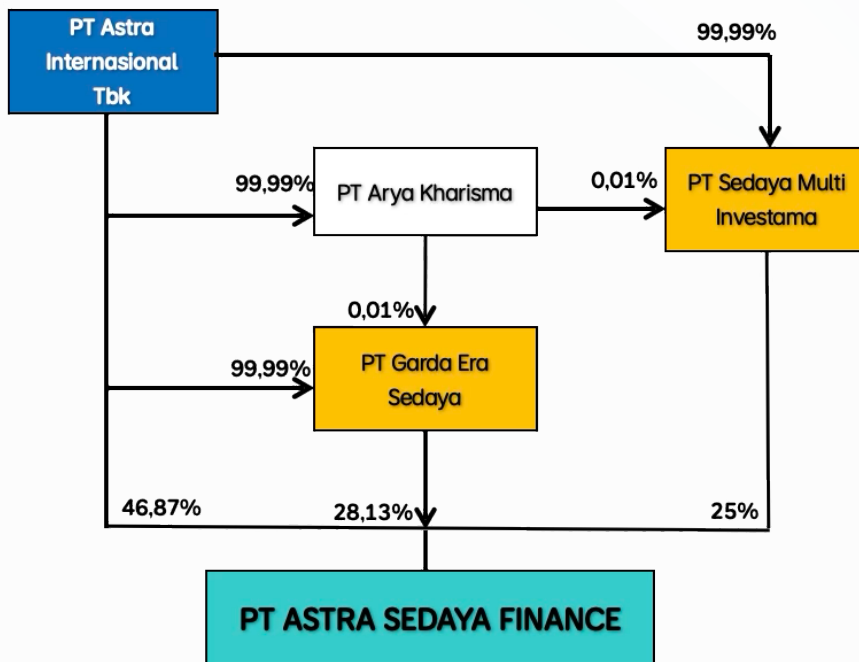 PT Astra
Internasional
Tbk
99,99%
99,99%
PT Arya Kharisma
0,01%
PT Sedaya Multi
Investama
0,01%
99,99%
PT Garda Era
Sedaya
46,87%
28,13%
25%
PT ASTRA SEDAYA FINANCE